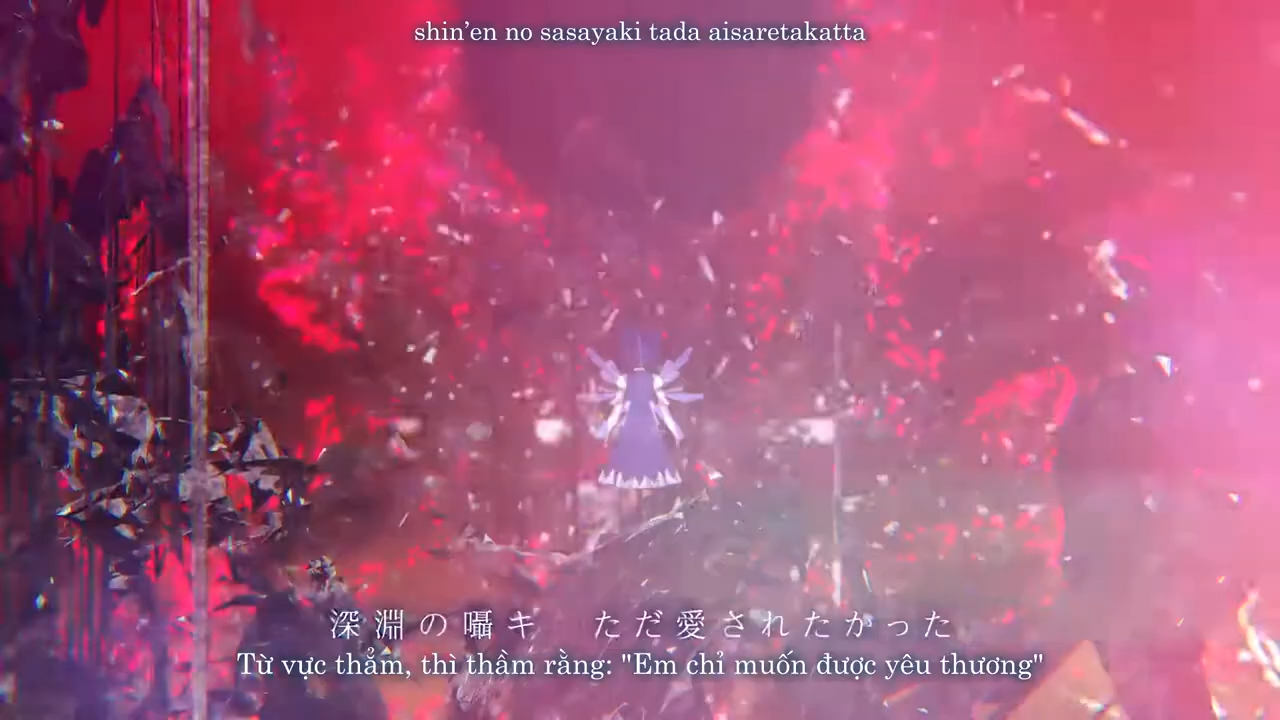 shin’en no sasayaki tada aisaretakatta
深淵の囁キ　ただ愛されたかった
Từ vực thẳm, thì thầm rằng: "Em chỉ muốn được yêu thương"